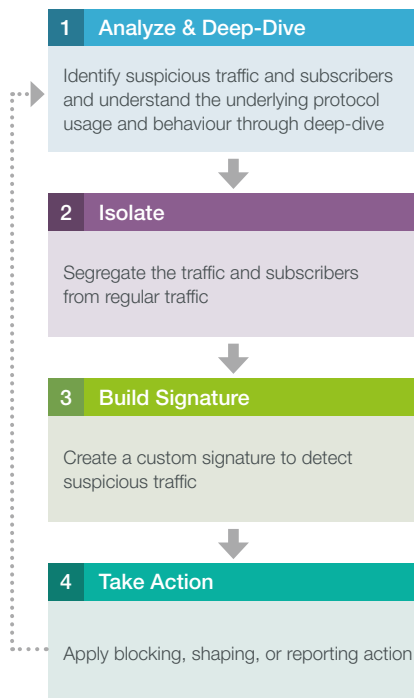 1 Analyze & Deep-Dive
Identify suspicious traffic and subscribers
and understand the underlying protocol
usage and behaviour through deep-dive
2 Isolate
Segregate the traffic and subscribers
from regular traffic
3 Build Signature
Create a custom signature to detect
suspicious traffic
4 Take Action
Apply blocking, shaping, or reporting action